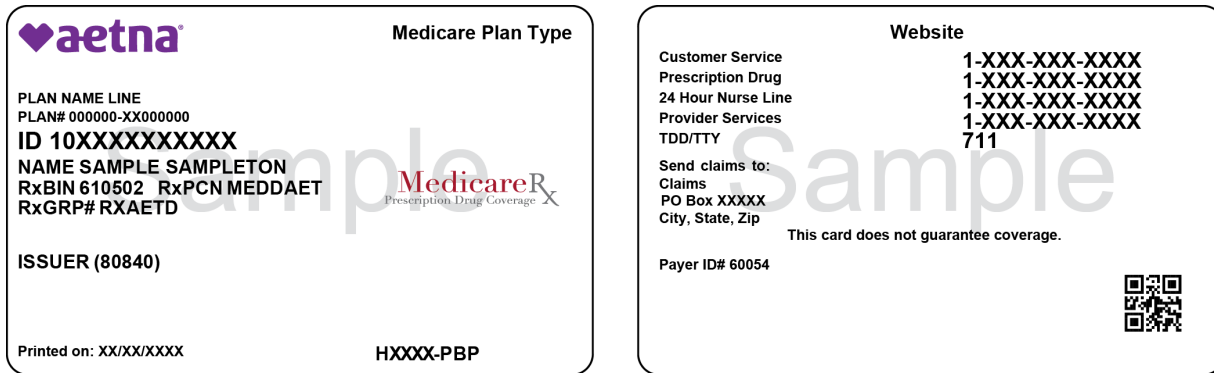 aetna®
Medicare Plan Type
PLAN NAME LINE
PLAN# 000000-XX000000
ID 10XXXXXXXXXX
NAME SAMPLE SAMPLETON
RxBIN 610502 RxPCN MEDDAET
RxGRP# RXAETD
MedicareRx
Prescription Drug Coverage
Sample
ISSUER (80840)
Printed on: XX/XX/XXXX
HXXXX-PBP
Website
Customer Service 1-XXX-XXX-XXXX
Prescription Drug 1-XXX-XXX-XXXX
24 Hour Nurse Line 1-XXX-XXX-XXXX
Provider Services 1-XXX-XXX-XXXX
TDD/TTY 711
Sample
Send claims to:
Claims
PO Box XXXXX
City, State, Zip
This card does not guarantee coverage.
Payer ID# 60054